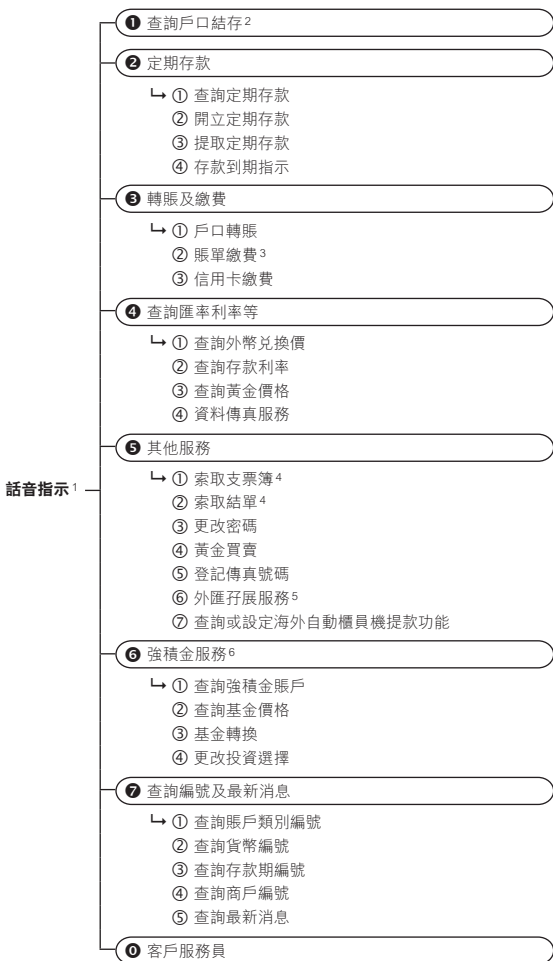 ❶ 查詢戶口結存2
❷ 定期存款
① 查詢定期存款
② 開立定期存款
③ 提取定期存款
④ 存款到期指示
❸ 轉賬及繳費
① 戶口轉賬
② 賬單繳費3
③ 信用卡繳費
❹ 查詢匯率利率等
① 查詢外幣兌換價
② 查詢存款利率
③ 查詢黃金價格
④ 資料傳真服務
❺ 其他服務
① 索取支票簿4
話音指示1
② 索取結單4
③ 更改密碼
④ 黃金買賣
⑤ 登記傳真號碼
⑥ 外匯孖展服務5
⑦ 查詢或設定海外自動櫃員機提款功能
❻ 強積金服務6
① 查詢強積金賬戶
② 查詢基金價格
③ 基金轉換
④ 更改投資選擇
❼ 查詢編號及最新消息
① 查詢賬戶類別編號
② 查詢貨幣編號
③ 查詢存款期編號
④ 查詢商戶編號
⑤ 查詢最新消息
⓿ 客戶服務員